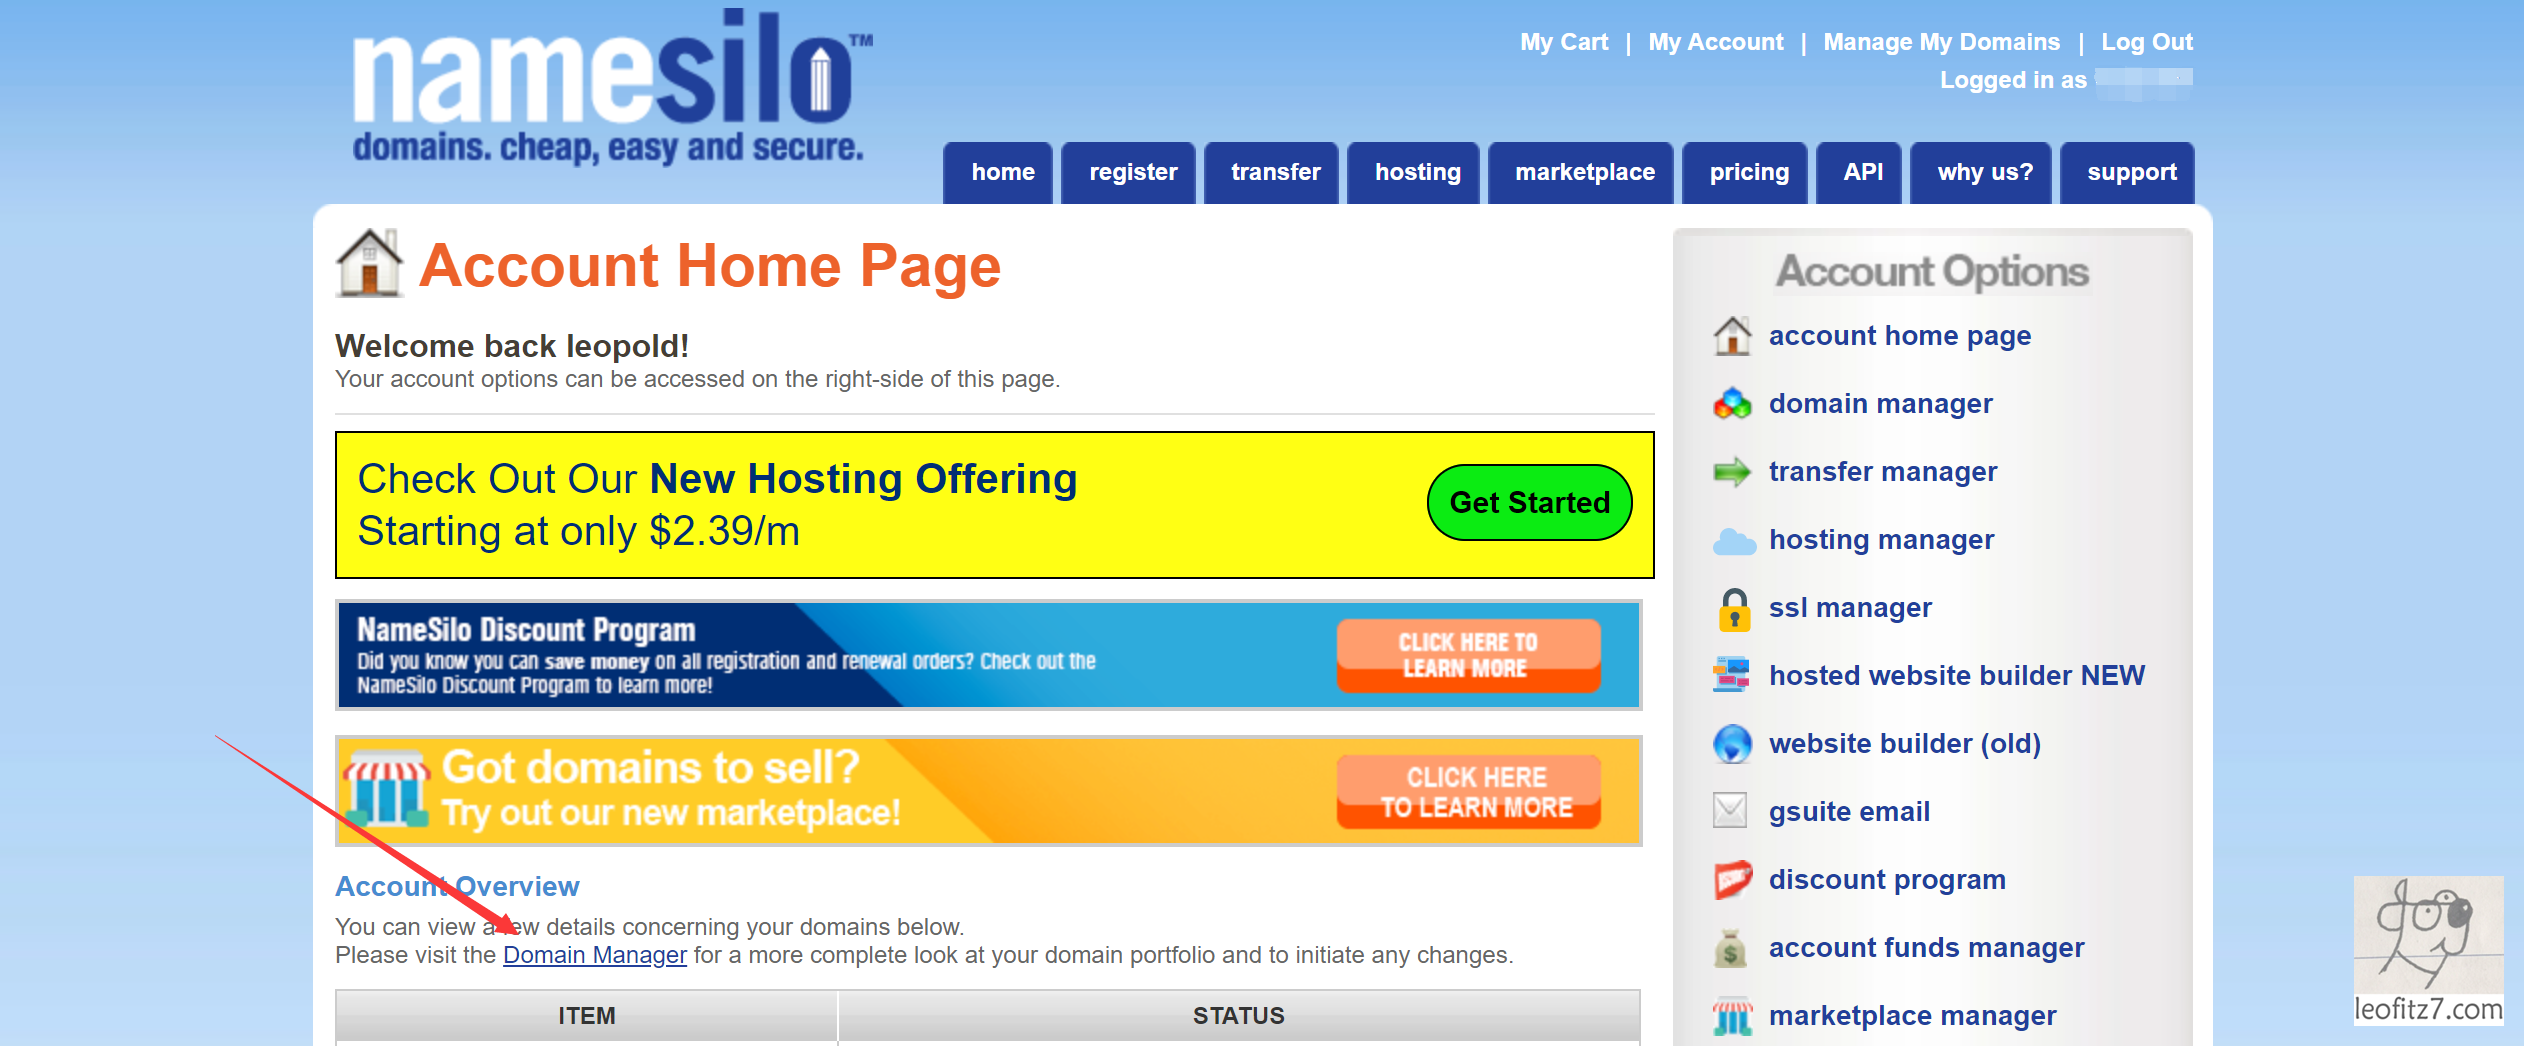 namesilo™
domains. cheap, easy and secure.
My Cart | My Account | Manage My Domains | Log Out
Logged in as
home register transfer hosting marketplace pricing API why us? support
Account Home Page
Welcome back leopold!
Your account options can be accessed on the right-side of this page.
Check Out Our New Hosting Offering
Starting at only $2.39/m
Get Started
NameSilo Discount Program
Did you know you can save money on all registration and renewal orders? Check out the
NameSilo Discount Program to learn more!
CLICK HERE TO
LEARN MORE
Got domains to sell?
Try out our new marketplace!
CLICK HERE
TO LEARN MORE
Account Overview
You can view a few details concerning your domains below.
Please visit the Domain Manager for a more complete look at your domain portfolio and to initiate any changes.
ITEM STATUS
Account Options
account home page
domain manager
transfer manager
hosting manager
ssl manager
hosted website builder NEW
website builder (old)
gsuite email
discount program
account funds manager
marketplace manager
leofitz7.com